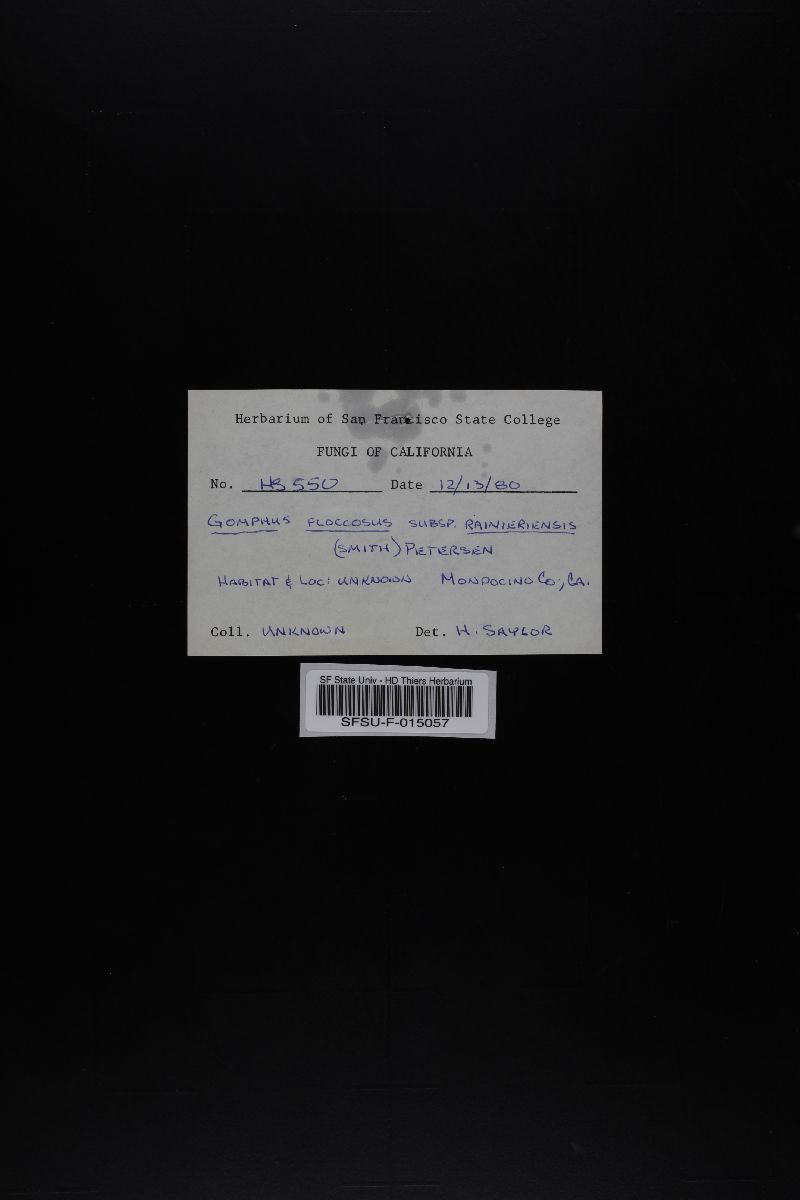 Herbarium of San Francisco State College
FUNGI OF CALIFORNIA
No. HS 550 Date 12/13/80
GOMPHUS FLOCCOSUS SUBSP. RAINIERIENSIS
(SMITH) PETERSEN
HABITAT & LOC: UNKNOWN MONDOCINO CO, CA.
Coll. UNKNOWN Det. H. SAYLOR
SF State Univ - HD Thiers Herbarium
SFSU-F-015057